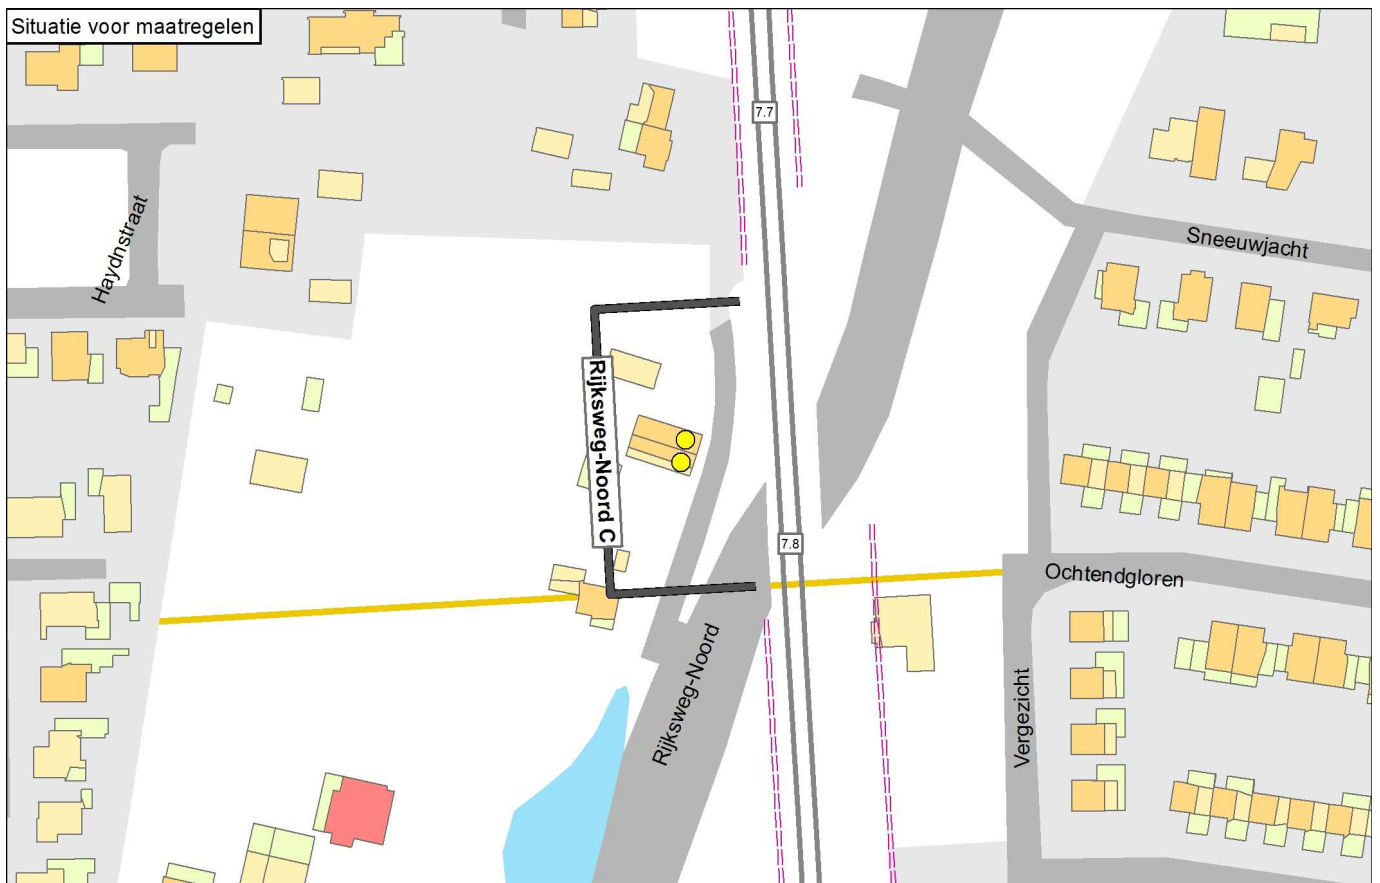 Situatie voor maatregelen
7.7
Haydnstraat
Sneeuwjacht
Rijksweg-Noord C
7.8
Ochtendgloren
Rijksweg-Noord
Vergezicht